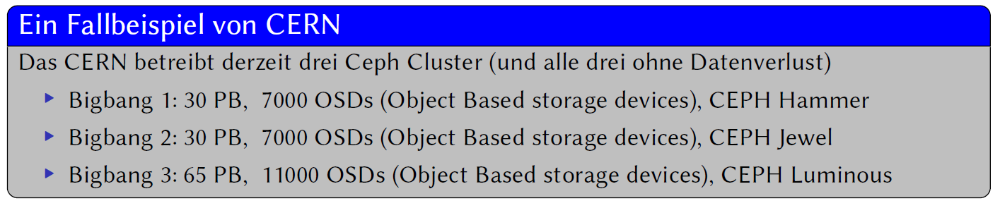 Ein Fallbeispiel von CERN
Das CERN betreibt derzeit drei Ceph Cluster (und alle drei ohne Datenverlust)
Bigbang 1: 30 PB, 7000 OSDs (Object Based storage devices), CEPH Hammer
Bigbang 2: 30 PB, 7000 OSDs (Object Based storage devices), CEPH Jewel
Bigbang 3: 65 PB, 11000 OSDs (Object Based storage devices), CEPH Luminous